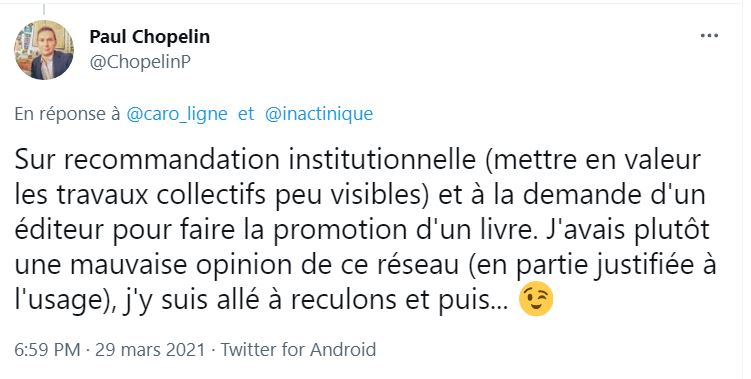 Paul Chopelin
@ChopelinP
En réponse à @caro_ligne et @inactinique
Sur recommandation institutionnelle (mettre en valeur
les travaux collectifs peu visibles) et à la demande d'un
éditeur pour faire la promotion d'un livre. J'avais plutôt
une mauvaise opinion de ce réseau (en partie justifiée à
l'usage), j'y suis allé à reculons et puis... 😉
6:59 PM · 29 mars 2021 · Twitter for Android